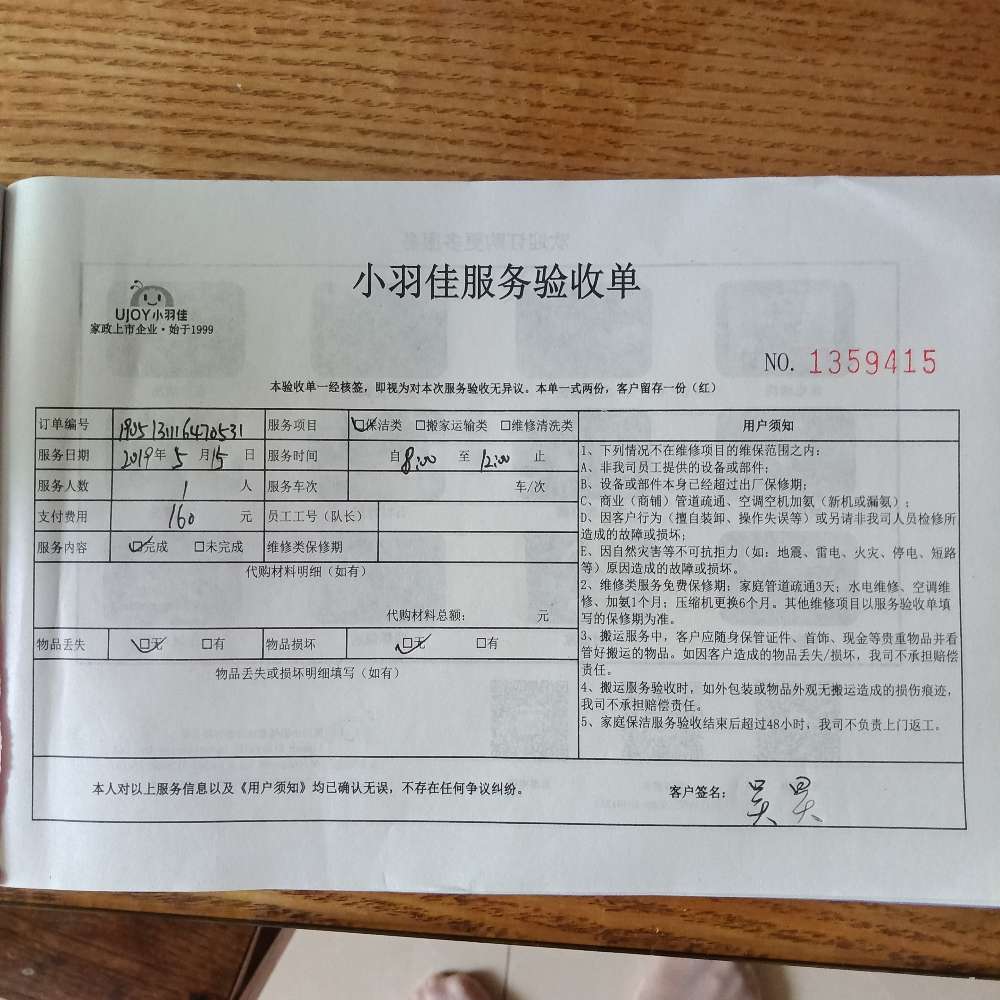 小羽佳服务验收单
UJOY小羽佳
家政上市企业·始于1999
NO. 1359415
本验收单一经核签，即视为对本次服务验收无异议。本单一式两份，客户留存一份（红）
订单编号 服务项目 □保洁类 □搬家运输类 □维修清洗类
服务日期 2019年5月15日 服务时间 自8:00至12:00止
服务人数 1人 服务车次 车/次
支付费用 160元 员工工号（队长）
服务内容 □完成 □未完成 维修类保修期
代购材料明细（如有）
代购材料总额： 元
物品丢失 □无 □有 物品损坏 □无 □有
物品丢失或损坏明细填写（如有）
用户须知
1、下列情况不在维修项目的维保范围之内：
A、非我司员工提供的设备或部件；
B、设备或部件本身已经超过出厂保修期；
C、商业（商铺）管道疏通、空调空机加氨（新机或漏氨）；
D、因客户行为（擅自装卸、操作失误等）或另请非我司人员检修所
造成的故障或损坏；
E、因自然灾害等不可抗拒力（如：地震、雷电、火灾、停电、短路
等）原因造成的故障或损坏。
2、维修类服务免费保修期：家庭管道疏通3天；水电维修、空调维
修、加氨1个月；压缩机更换6个月。其他维修项目以服务验收单填
写的保修期为准。
3、搬运服务中，客户应随身保管证件、首饰、现金等贵重物品并看
管好搬运的物品。如因客户造成的物品丢失/损坏，我司不承担赔偿
责任。
4、搬运服务验收时，如外包装或物品外观无搬运造成的损伤痕迹，
我司不承担赔偿责任。
5、家庭保洁服务验收结束后超过48小时，我司不负责上门返工。
本人对以上服务信息以及《用户须知》均已确认无误，不存在任何争议纠纷。 客户签名：吴昊